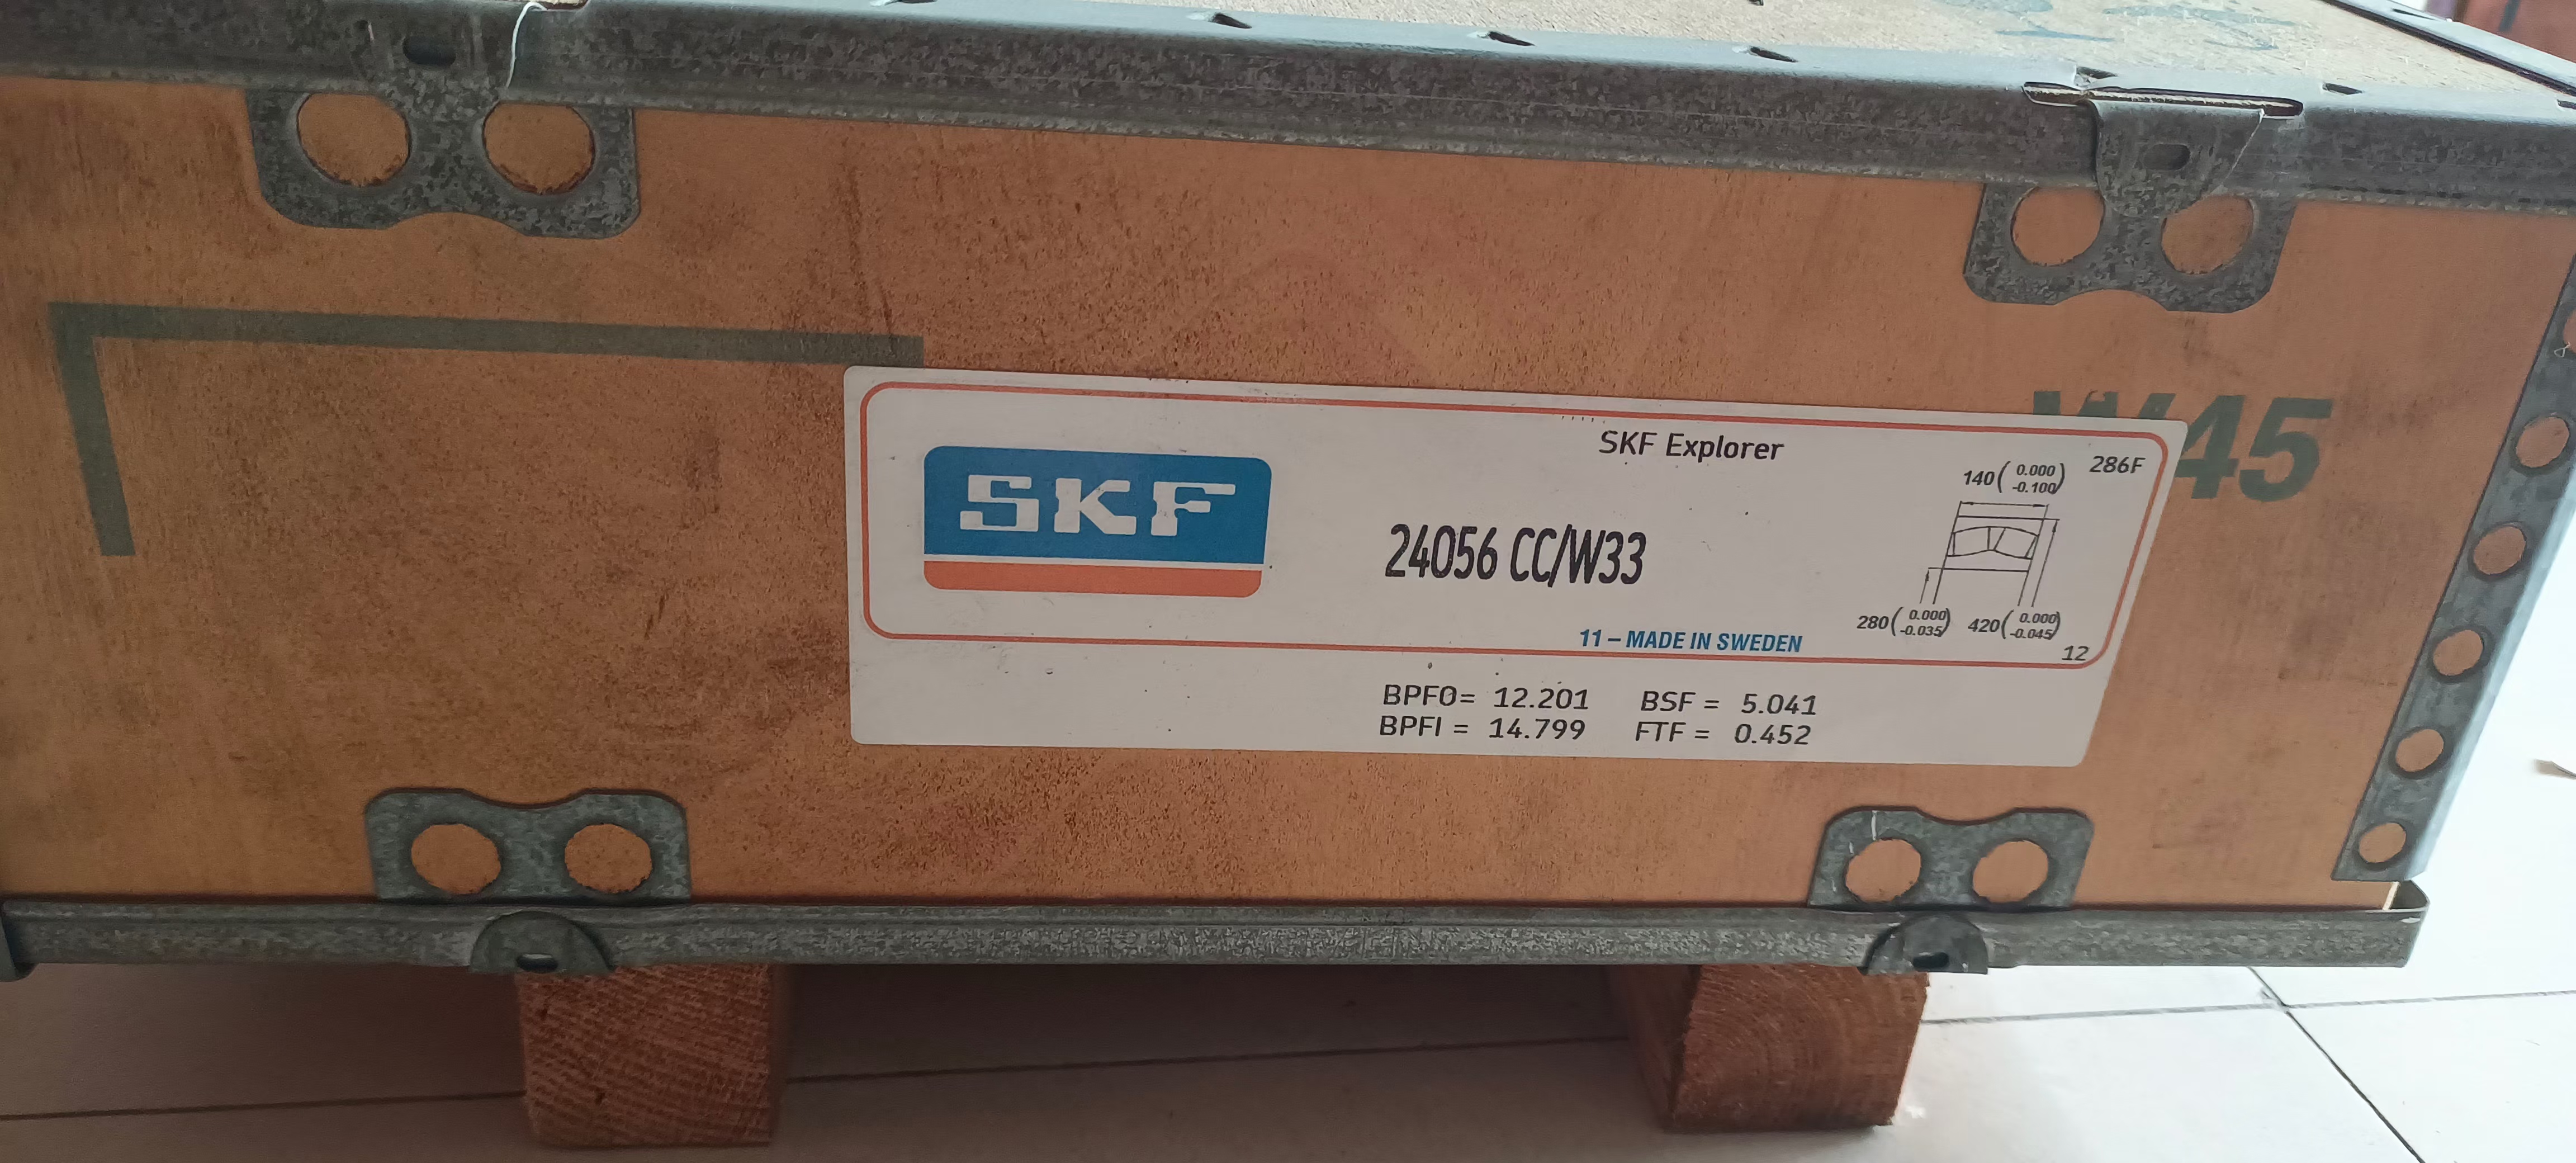 W45
SKF
SKF Explorer
286F
140( 0.000 -0.100)
24056 CC/W33
280( 0.000 -0.035) 420( 0.000 -0.045)
11 – MADE IN SWEDEN
12
BPFO= 12.201 BSF = 5.041
BPFI = 14.799 FTF = 0.452